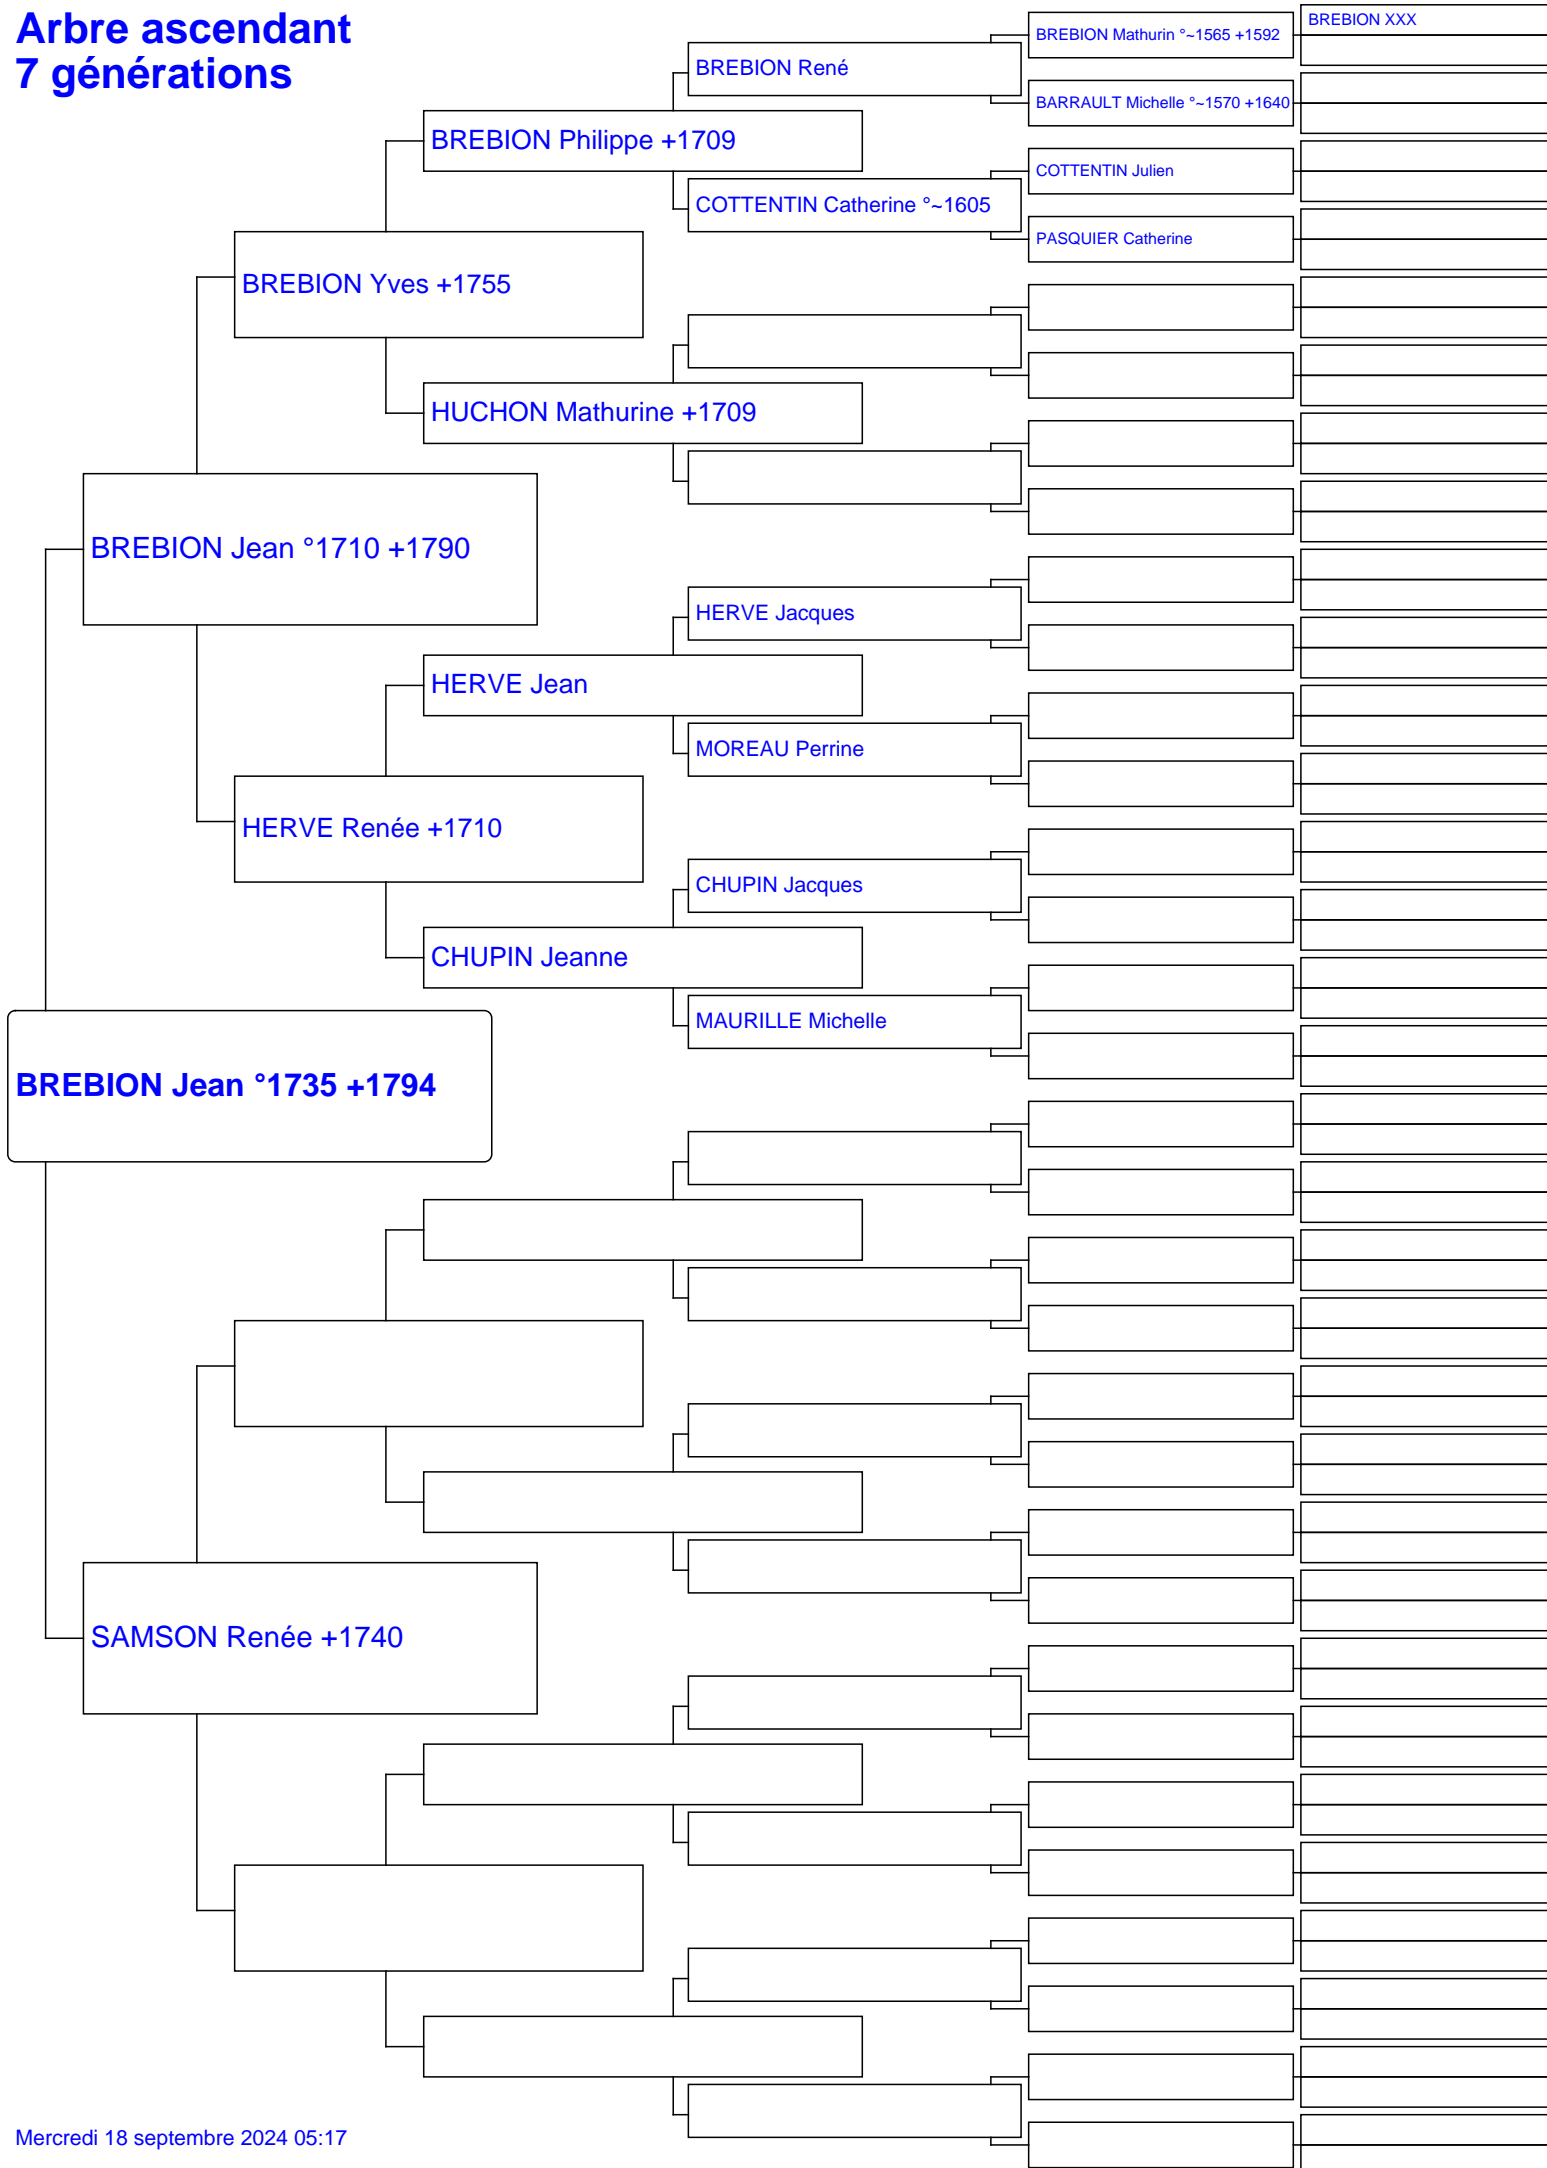 Arbre ascendant
7 générations
BREBION XXX
BREBION Mathurin °~1565 +1592
BREBION René
BARRAULT Michelle °~1570 +1640
BREBION Philippe +1709
COTTENTIN Julien
COTTENTIN Catherine °~1605
PASQUIER Catherine
BREBION Yves +1755
HUCHON Mathurine +1709
BREBION Jean °1710 +1790
HERVE Jacques
HERVE Jean
MOREAU Perrine
HERVE Renée +1710
CHUPIN Jacques
CHUPIN Jeanne
MAURILLE Michelle
BREBION Jean °1735 +1794
SAMSON Renée +1740
Mercredi 18 septembre 2024 05:17